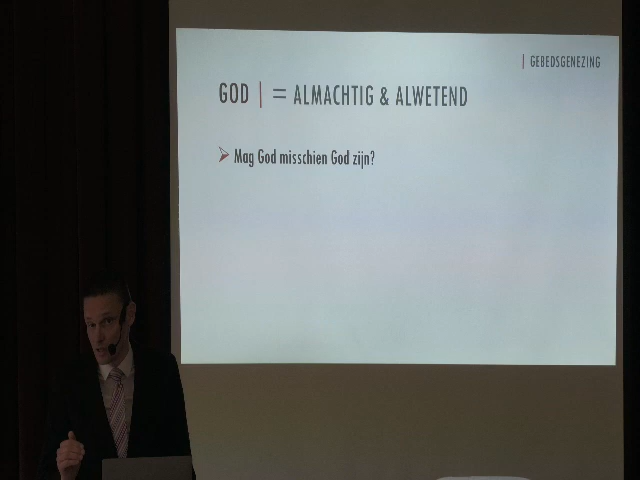 | GEBEDSGENEZING
GOD | = ALMACHTIG & ALWETEND
Mag God misschien God zijn?